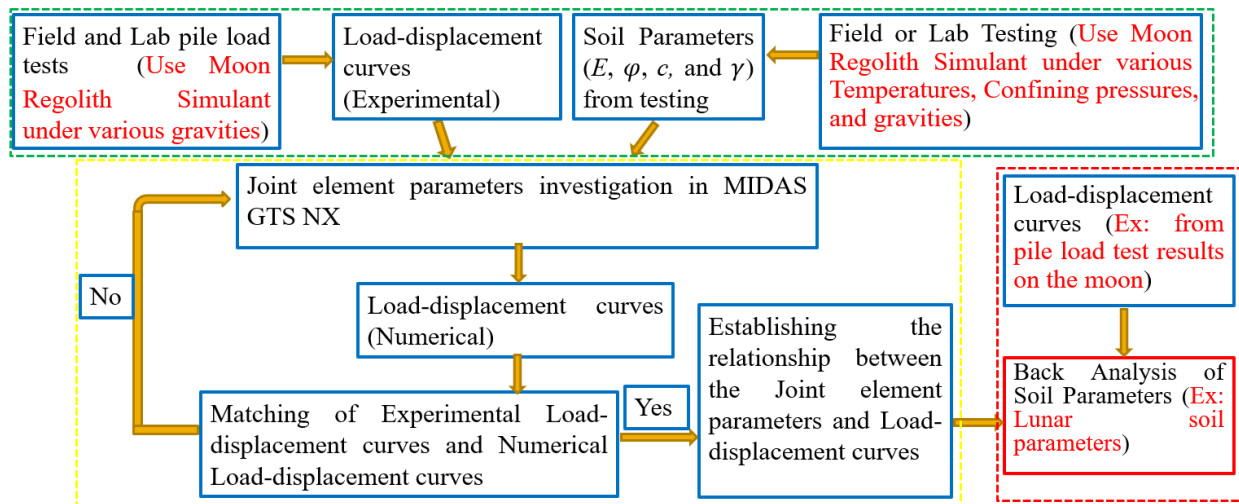 Field and Lab pile load
tests (Use Moon
Regolith Simulant
under various gravities)
Load-displacement
curves
(Experimental)
Soil Parameters
(E, φ, c, and γ)
from testing
Field or Lab Testing (Use Moon
Regolith Simulant under various
Temperatures, Confining pressures,
and gravities)
Joint element parameters investigation in MIDAS
GTS NX
No
Load-displacement curves
(Numerical)
Matching of Experimental Load-
displacement curves and Numerical
Load-displacement curves
Yes
Establishing the
relationship between
the Joint element
parameters and Load-
displacement curves
Load-displacement
curves (Ex: from
pile load test results
on the moon)
Back Analysis of
Soil Parameters (Ex:
Lunar soil
parameters)